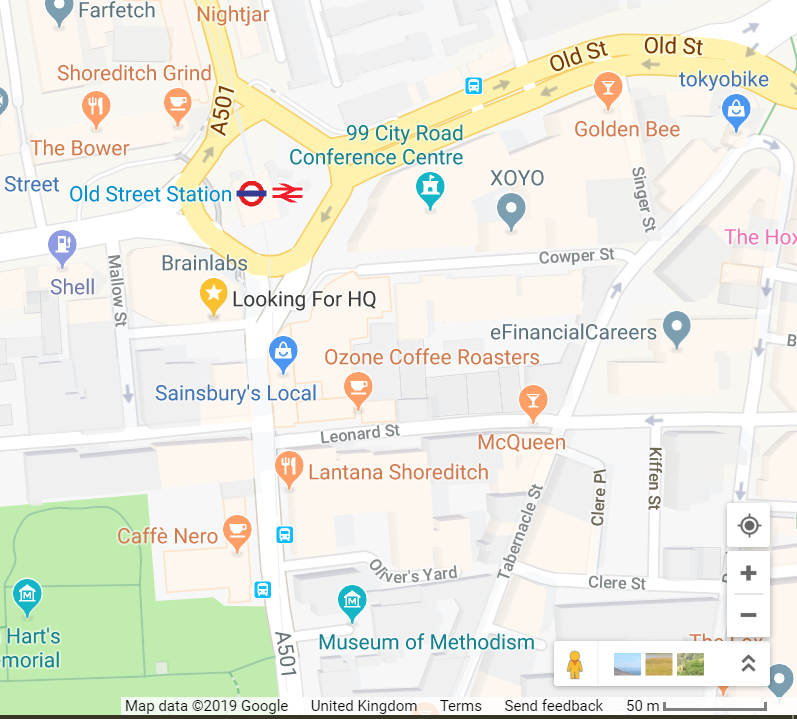 Farfetch
Nightjar
Old St
Old St
Shoreditch Grind
tokyobike
A501
The Bower
99 City Road
Conference Centre
Golden Bee
XOYO
Street
Old Street Station
Singer St
The Hox
Shell
Mallow St
Brainlabs
Cowper St
Looking For HQ
eFinancialCareers
Ozone Coffee Roasters
Sainsbury's Local
Leonard St
McQueen
Lantana Shoreditch
Kiffen St
Clere Pl
Caffè Nero
Tabernacle St
Oliver's Yard
Clere St
Hart's
morial
A501
Museum of Methodism
Map data ©2019 Google United Kingdom Terms Send feedback 50 m